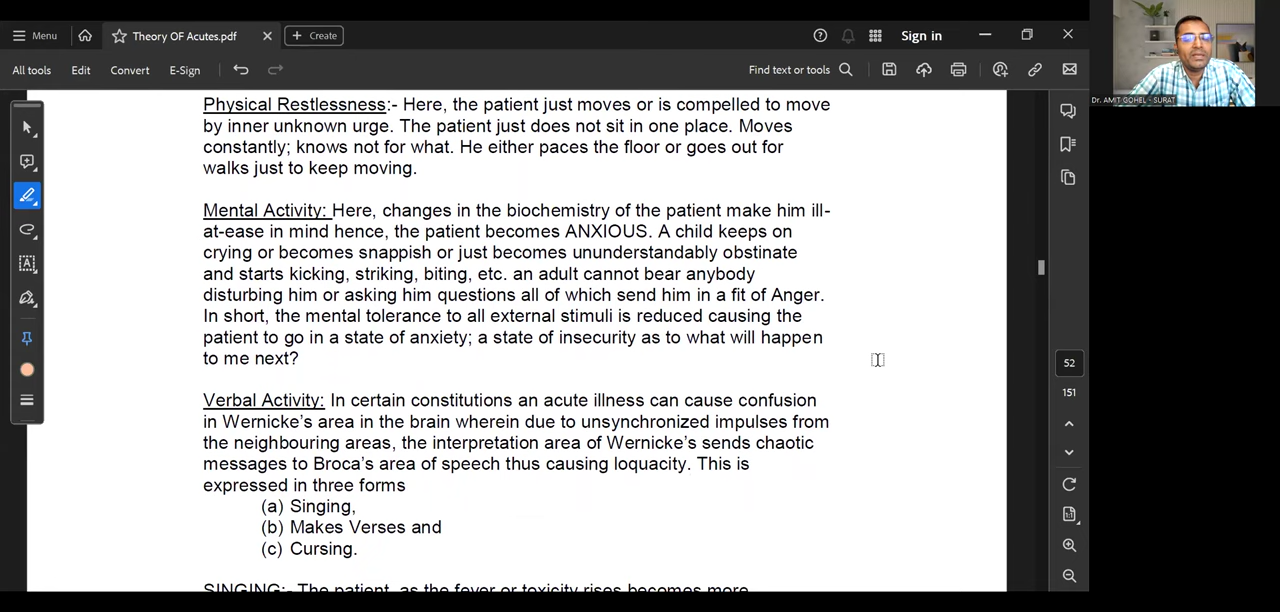 Menu
Theory OF Acutes.pdf
Create
Sign in
All tools
Edit
Convert
E-Sign
Find text or tools
Dr. AMIT GOHEL - SURAT
Physical Restlessness:- Here, the patient just moves or is compelled to move
by inner unknown urge. The patient just does not sit in one place. Moves
constantly; knows not for what. He either paces the floor or goes out for
walks just to keep moving.
Mental Activity: Here, changes in the biochemistry of the patient make him ill-
at-ease in mind hence, the patient becomes ANXIOUS. A child keeps on
crying or becomes snappish or just becomes ununderstandably obstinate
and starts kicking, striking, biting, etc. an adult cannot bear anybody
disturbing him or asking him questions all of which send him in a fit of Anger.
In short, the mental tolerance to all external stimuli is reduced causing the
patient to go in a state of anxiety; a state of insecurity as to what will happen
to me next?
Verbal Activity: In certain constitutions an acute illness can cause confusion
in Wernicke's area in the brain wherein due to unsynchronized impulses from
the neighbouring areas, the interpretation area of Wernicke's sends chaotic
messages to Broca's area of speech thus causing loquacity. This is
expressed in three forms
(a) Singing,
(b) Makes Verses and
(c) Cursing.
SINGING:- The patient, as the fever or toxicity rises becomes more
52
151